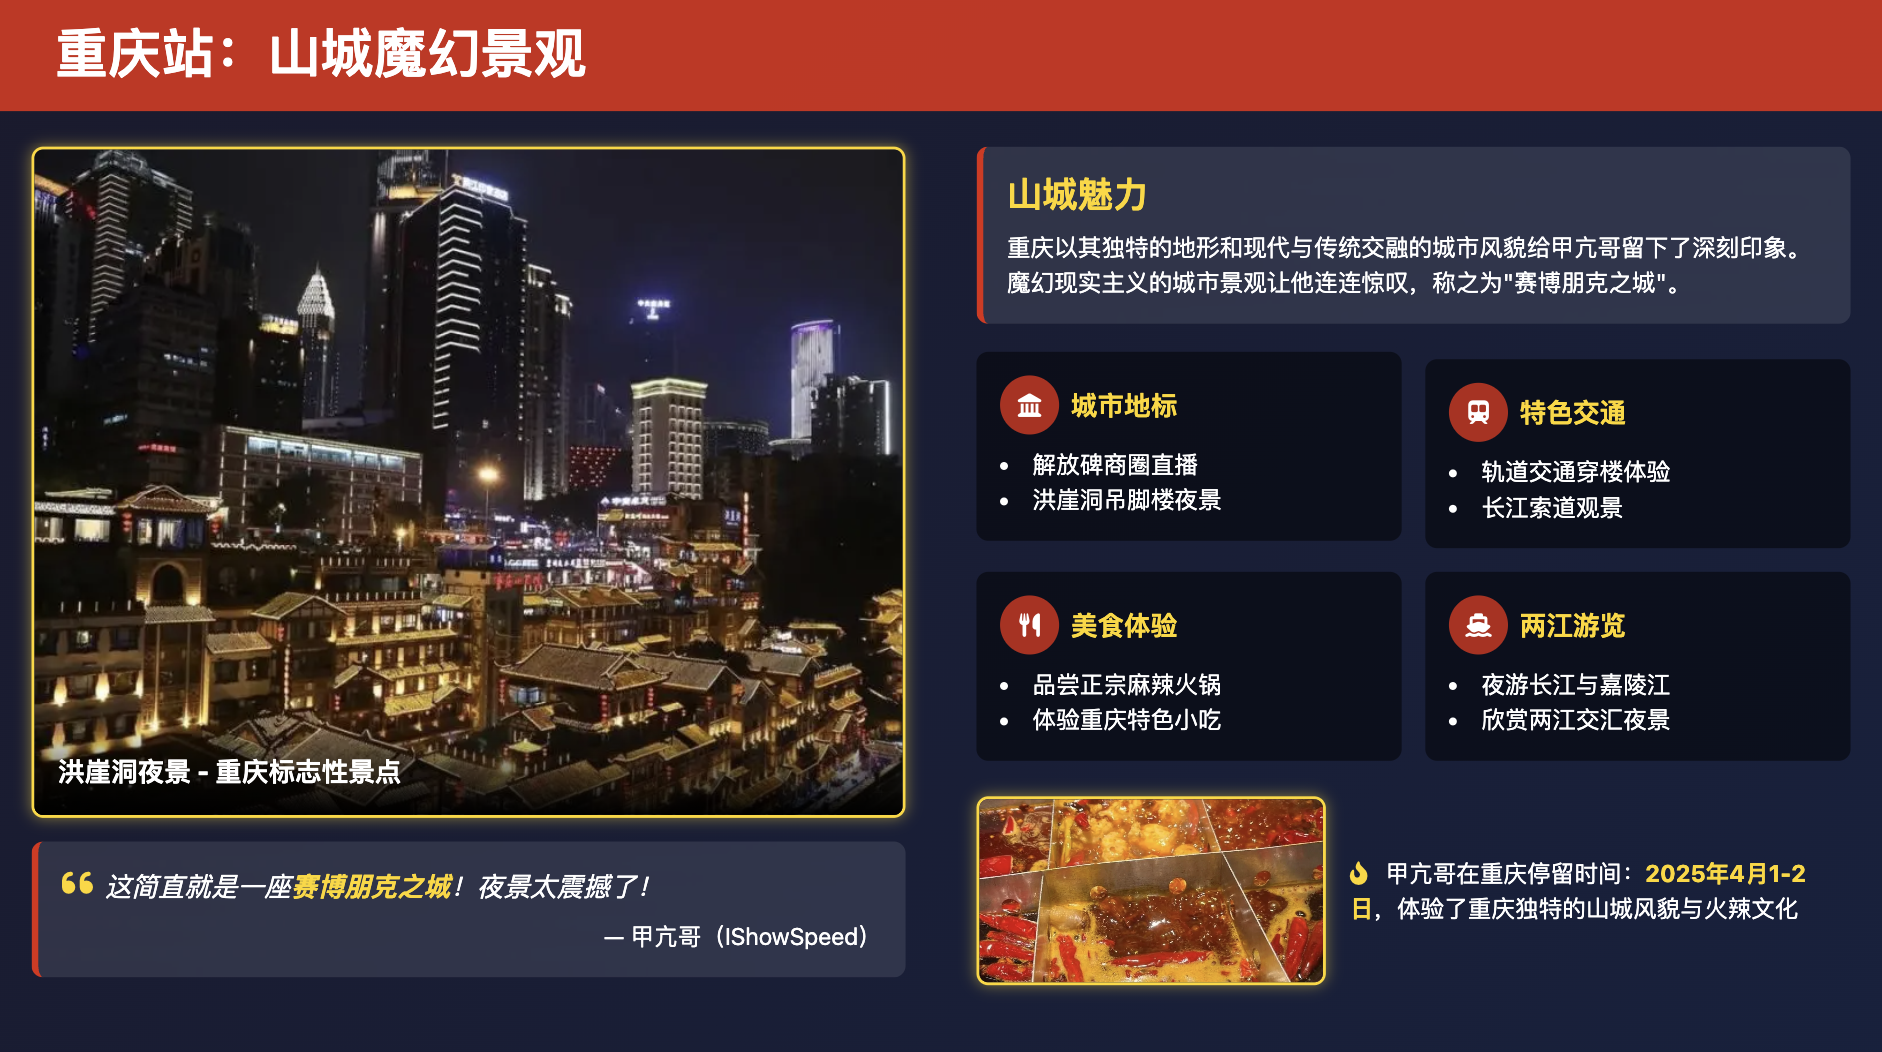 重庆站：山城魔幻景观
洪崖洞夜景 - 重庆标志性景点
这简直就是一座赛博朋克之城！夜景太震撼了！
— 甲亢哥（IShowSpeed）
山城魅力
重庆以其独特的地形和现代与传统交融的城市风貌给甲亢哥留下了深刻印象。
魔幻现实主义的城市景观让他连连惊叹，称之为"赛博朋克之城"。
城市地标
• 解放碑商圈直播
• 洪崖洞吊脚楼夜景
特色交通
• 轨道交通穿楼体验
• 长江索道观景
美食体验
• 品尝正宗麻辣火锅
• 体验重庆特色小吃
两江游览
• 夜游长江与嘉陵江
• 欣赏两江交汇夜景
甲亢哥在重庆停留时间：2025年4月1-2
日，体验了重庆独特的山城风貌与火辣文化